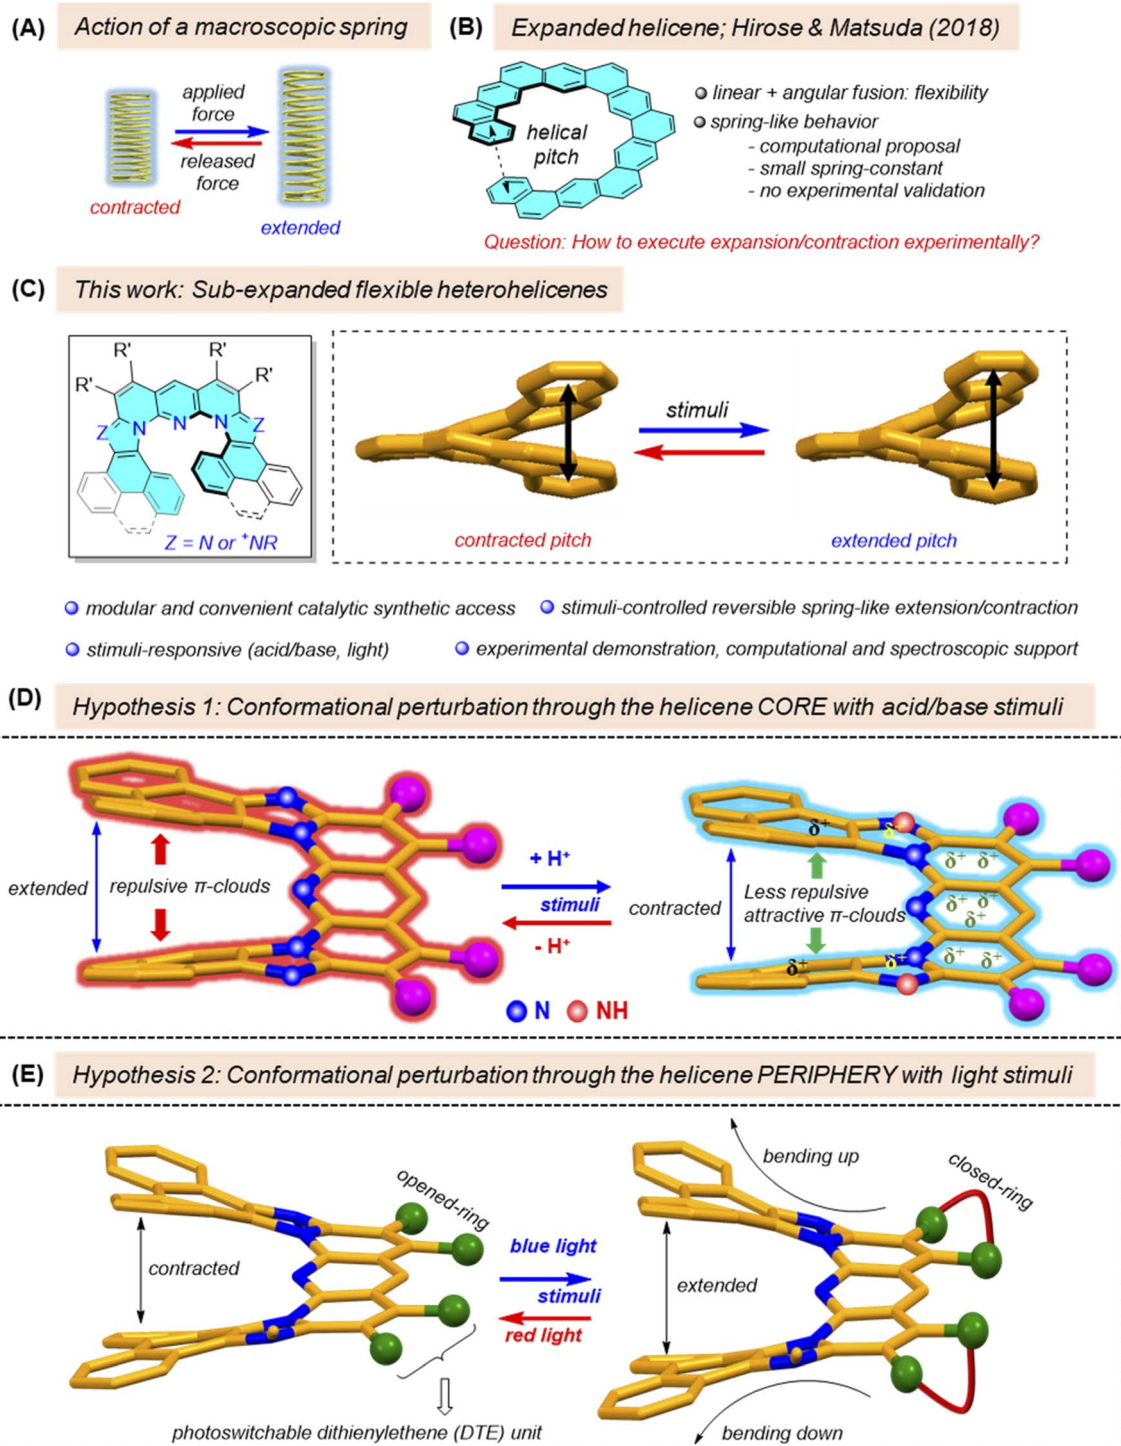 (A) Action of a macroscopic spring
applied
force
released
force
contracted
extended
(B) Expanded helicene; Hirose & Matsuda (2018)
helical
pitch
linear + angular fusion: flexibility
spring-like behavior
- computational proposal
- small spring-constant
- no experimental validation
Question: How to execute expansion/contraction experimentally?
(C) This work: Sub-expanded flexible heterohelicenes
R' R'
R' R'
Z N N N Z
Z = N or ⁺NR
stimuli
contracted pitch
extended pitch
modular and convenient catalytic synthetic access
stimuli-controlled reversible spring-like extension/contraction
stimuli-responsive (acid/base, light)
experimental demonstration, computational and spectroscopic support
(D) Hypothesis 1: Conformational perturbation through the helicene CORE with acid/base stimuli
extended
repulsive π-clouds
+ H⁺
stimuli
- H⁺
N NH
contracted
Less repulsive
attractive π-clouds
δ⁺ δ⁺ δ⁺ δ⁺
δ⁺ δ⁺
δ⁺
δ⁺ δ⁺ δ⁺ δ⁺
(E) Hypothesis 2: Conformational perturbation through the helicene PERIPHERY with light stimuli
contracted
opened-ring
blue light
stimuli
red light
photoswitchable dithienylethene (DTE) unit
bending up
closed-ring
extended
bending down